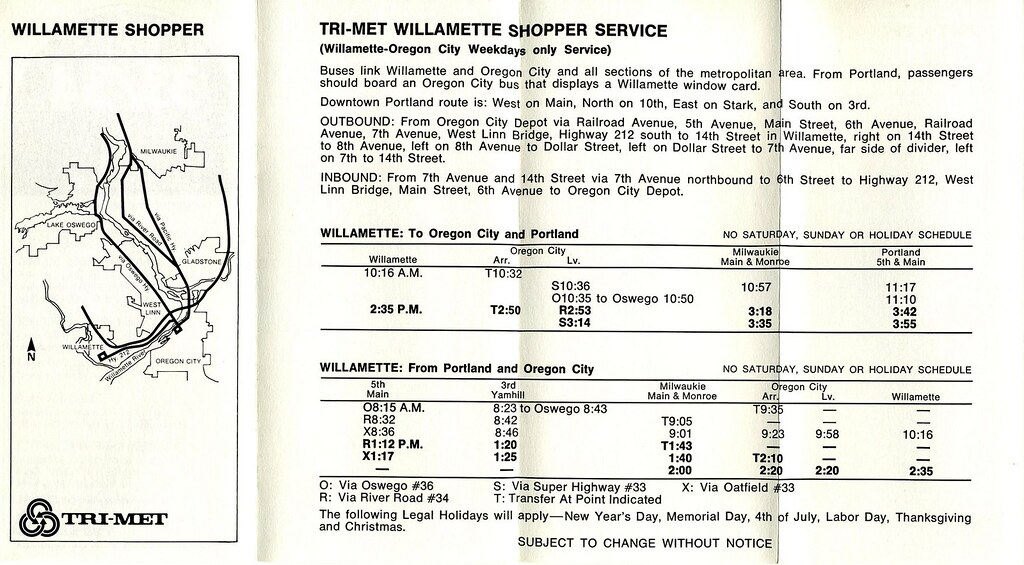 WILLAMETTE SHOPPER
MILWAUKIE
LAKE OSWEGO
via River Road
via Pacific Hy
GLADSTONE
via Oswego Hy
WEST
LINN
N
WILLAMETTE
Hy. 212
Willamette River
OREGON CITY
TRI-MET
TRI-MET WILLAMETTE SHOPPER SERVICE
(Willamette-Oregon City Weekdays only Service)
Buses link Willamette and Oregon City and all sections of the metropolitan area. From Portland, passengers
should board an Oregon City bus that displays a Willamette window card.
Downtown Portland route is: West on Main, North on 10th, East on Stark, and South on 3rd.
OUTBOUND: From Oregon City Depot via Railroad Avenue, 5th Avenue, Main Street, 6th Avenue, Railroad
Avenue, 7th Avenue, West Linn Bridge, Highway 212 south to 14th Street in Willamette, right on 14th Street
to 8th Avenue, left on 8th Avenue to Dollar Street, left on Dollar Street to 7th Avenue, far side of divider, left
on 7th to 14th Street.
INBOUND: From 7th Avenue and 14th Street via 7th Avenue northbound to 6th Street to Highway 212, West
Linn Bridge, Main Street, 6th Avenue to Oregon City Depot.
WILLAMETTE: To Oregon City and Portland NO SATURDAY, SUNDAY OR HOLIDAY SCHEDULE
Oregon City Milwaukie Portland
Willamette Arr. Lv. Main & Monroe 5th & Main
10:16 A.M. T10:32
S10:36 10:57 11:17
O10:35 to Oswego 10:50 11:10
2:35 P.M. T2:50 R2:53 3:18 3:42
S3:14 3:35 3:55
WILLAMETTE: From Portland and Oregon City NO SATURDAY, SUNDAY OR HOLIDAY SCHEDULE
5th 3rd Milwaukie Oregon City
Main Yamhill Main & Monroe Arr. Lv. Willamette
O8:15 A.M. 8:23 to Oswego 8:43 T9:35 — —
R8:32 8:42 T9:05 — — —
X8:36 8:46 9:01 9:23 9:58 10:16
R1:12 P.M. 1:20 T1:43 — — —
X1:17 1:25 1:40 T2:10 — —
— — 2:00 2:20 2:20 2:35
O: Via Oswego #36 S: Via Super Highway #33 X: Via Oatfield #33
R: Via River Road #34 T: Transfer At Point Indicated
The following Legal Holidays will apply—New Year's Day, Memorial Day, 4th of July, Labor Day, Thanksgiving
and Christmas.
SUBJECT TO CHANGE WITHOUT NOTICE